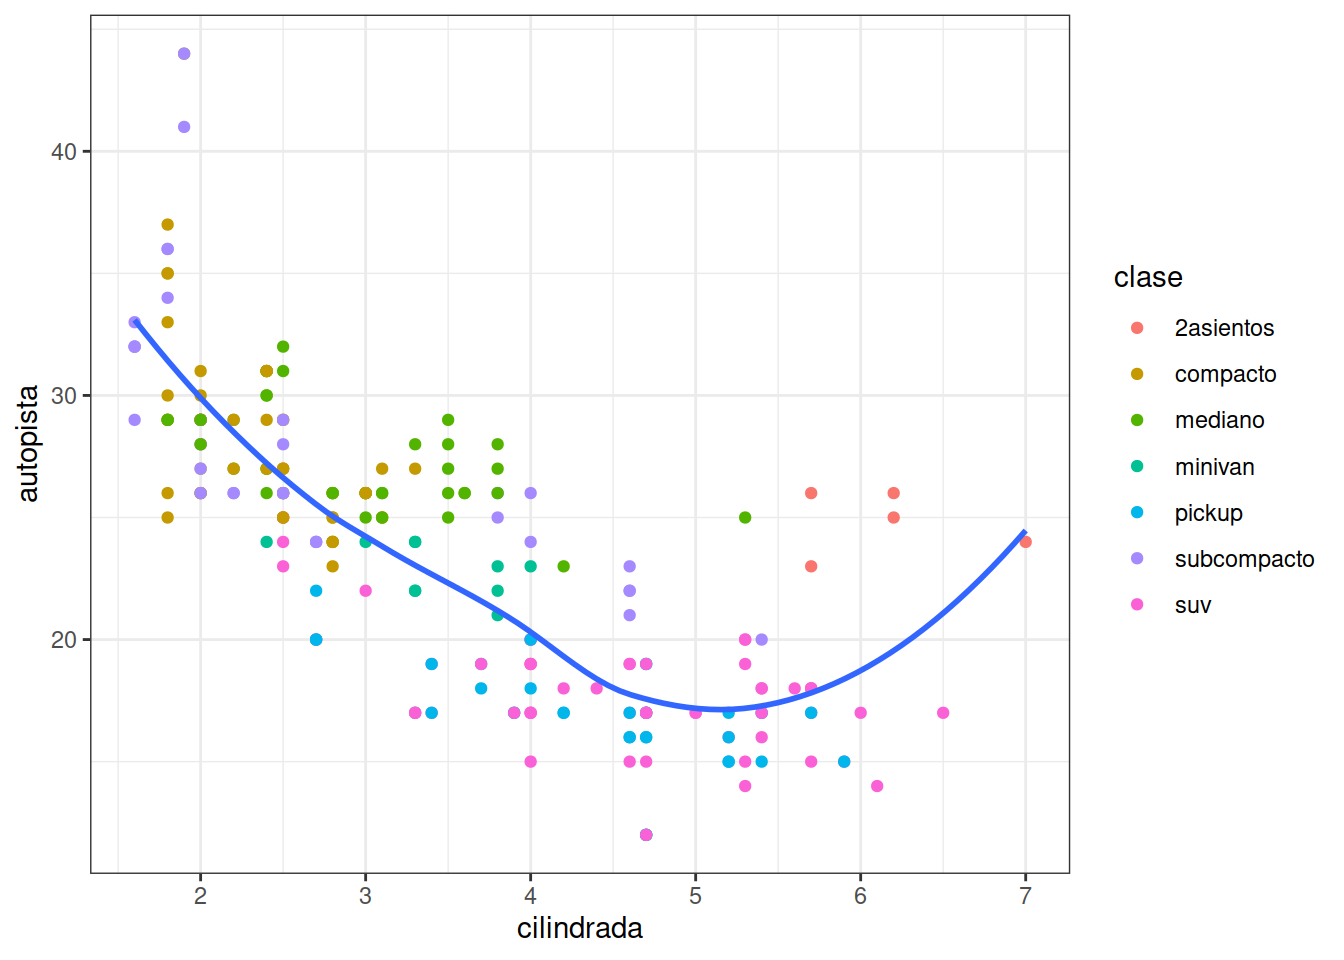 autopista
40
30
20
2 3 4 5 6 7
cilindrada
clase
2asientos
compacto
mediano
minivan
pickup
subcompacto
suv